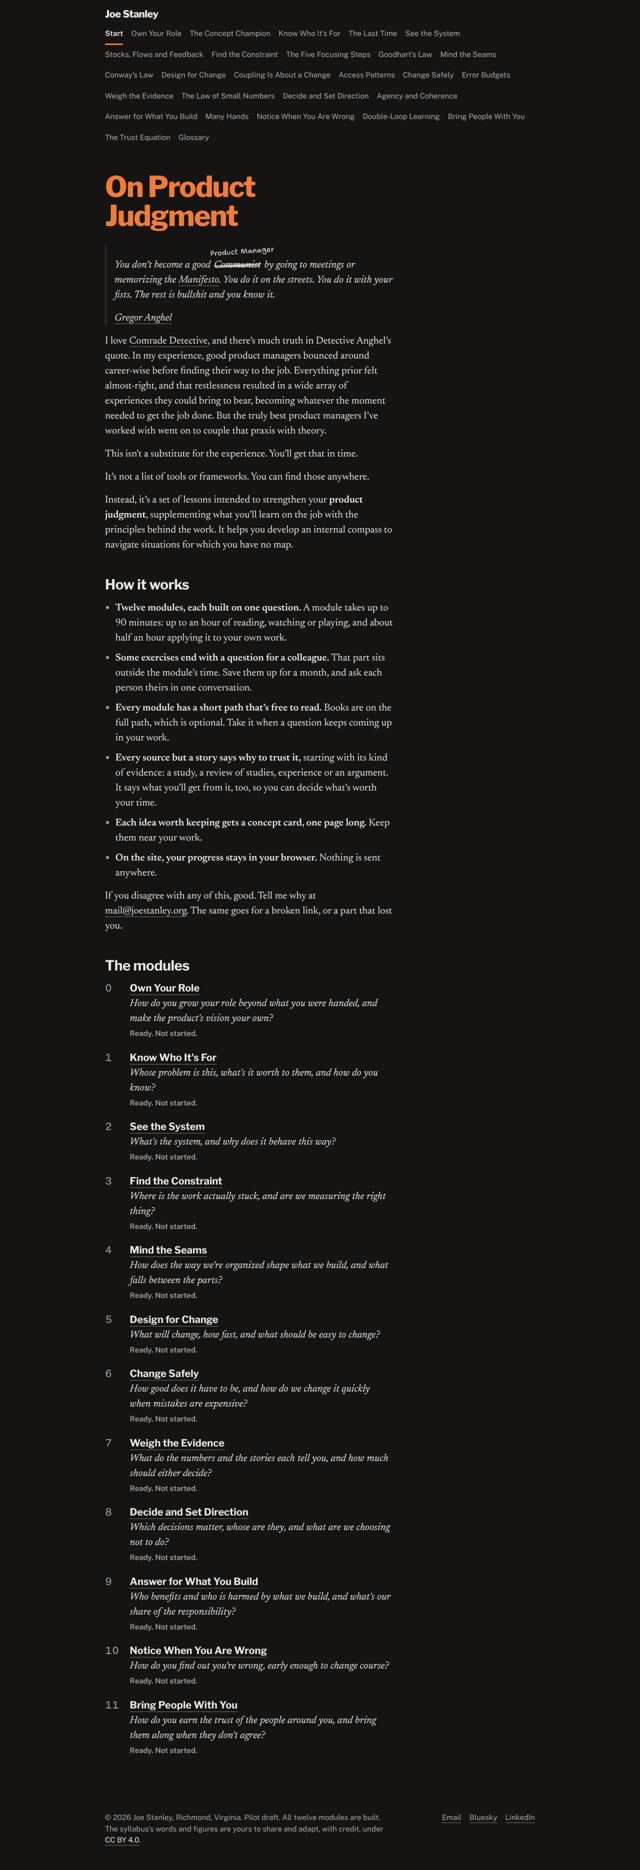 Joe Stanley
Start Own Your Role The Concept Champion Know Who It's For The Last Time See the System
Stocks, Flows and Feedback Find the Constraint The Five Focusing Steps Goodhart's Law Mind the Seams
Conway's Law Design for Change Coupling Is About a Change Access Patterns Change Safely Error Budgets
Weigh the Evidence The Law of Small Numbers Decide and Set Direction Agency and Coherence
Answer for What You Build Many Hands Notice When You Are Wrong Double-Loop Learning Bring People With You
The Trust Equation Glossary
On Product
Judgment
Product Manager
You don't become a good Communist by going to meetings or
memorizing the Manifesto. You do it on the streets. You do it with your
fists. The rest is bullshit and you know it.
Gregor Anghel
I love Comrade Detective, and there's much truth in Detective Anghel's
quote. In my experience, good product managers bounced around
career-wise before finding their way to the job. Everything prior felt
almost-right, and that restlessness resulted in a wide array of
experiences they could bring to bear, becoming whatever the moment
needed to get the job done. But the truly best product managers I've
worked with went on to couple that praxis with theory.
This isn't a substitute for the experience. You'll get that in time.
It's not a list of tools or frameworks. You can find those anywhere.
Instead, it's a set of lessons intended to strengthen your product
judgment, supplementing what you'll learn on the job with the
principles behind the work. It helps you develop an internal compass to
navigate situations for which you have no map.
How it works
• Twelve modules, each built on one question. A module takes up to
90 minutes: up to an hour of reading, watching or playing, and about
half an hour applying it to your own work.
• Some exercises end with a question for a colleague. That part sits
outside the module's time. Save them up for a month, and ask each
person theirs in one conversation.
• Every module has a short path that's free to read. Books are on the
full path, which is optional. Take it when a question keeps coming up
in your work.
• Every source but a story says why to trust it, starting with its kind
of evidence: a study, a review of studies, experience or an argument.
It says what you'll get from it, too, so you can decide what's worth
your time.
• Each idea worth keeping gets a concept card, one page long. Keep
them near your work.
• On the site, your progress stays in your browser. Nothing is sent
anywhere.
If you disagree with any of this, good. Tell me why at
mail@joestanley.org. The same goes for a broken link, or a part that lost
you.
The modules
0 Own Your Role
How do you grow your role beyond what you were handed, and
make the product's vision your own?
Ready. Not started.
1 Know Who It's For
Whose problem is this, what's it worth to them, and how do you
know?
Ready. Not started.
2 See the System
What's the system, and why does it behave this way?
Ready. Not started.
3 Find the Constraint
Where is the work actually stuck, and are we measuring the right
thing?
Ready. Not started.
4 Mind the Seams
How does the way we're organized shape what we build, and what
falls between the parts?
Ready. Not started.
5 Design for Change
What will change, how fast, and what should be easy to change?
Ready. Not started.
6 Change Safely
How good does it have to be, and how do we change it quickly
when mistakes are expensive?
Ready. Not started.
7 Weigh the Evidence
What do the numbers and the stories each tell you, and how much
should either decide?
Ready. Not started.
8 Decide and Set Direction
Which decisions matter, whose are they, and what are we choosing
not to do?
Ready. Not started.
9 Answer for What You Build
Who benefits and who is harmed by what we build, and what's our
share of the responsibility?
Ready. Not started.
10 Notice When You Are Wrong
How do you find out you're wrong, early enough to change course?
Ready. Not started.
11 Bring People With You
How do you earn the trust of the people around you, and bring
them along when they don't agree?
Ready. Not started.
© 2026 Joe Stanley, Richmond, Virginia. Pilot draft. All twelve modules are built. Email Bluesky LinkedIn
The syllabus's words and figures are yours to share and adapt, with credit, under
CC BY 4.0.